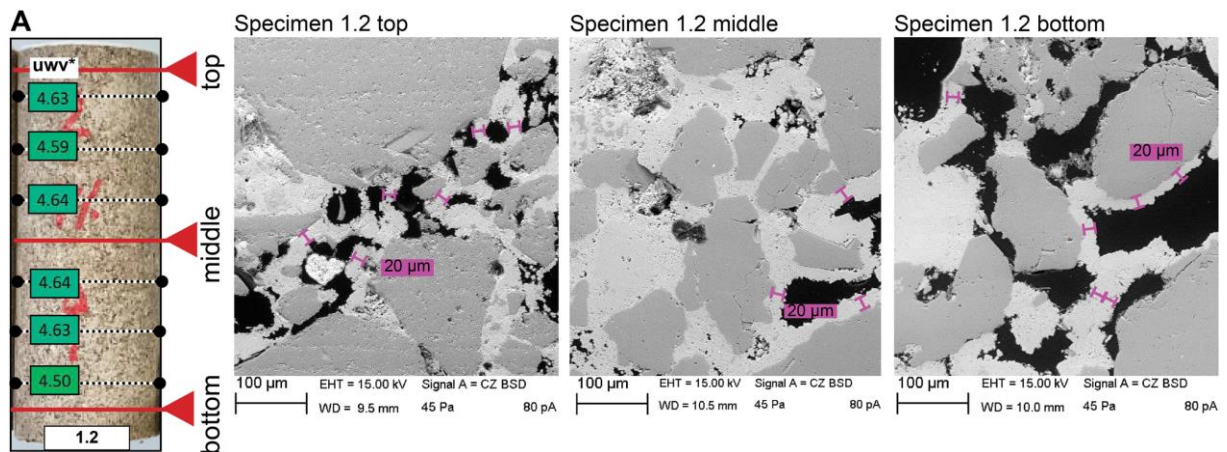 A
uwv*
4.63
4.59
4.64
4.64
4.63
4.50
1.2
top
middle
bottom
Specimen 1.2 top
20 µm
100 µm
EHT = 15.00 kV Signal A = CZ BSD
WD = 9.5 mm 45 Pa 80 pA
Specimen 1.2 middle
20 µm
100 µm
EHT = 15.00 kV Signal A = CZ BSD
WD = 10.5 mm 45 Pa 80 pA
Specimen 1.2 bottom
20 µm
100 µm
EHT = 15.00 kV Signal A = CZ BSD
WD = 10.0 mm 45 Pa 80 pA